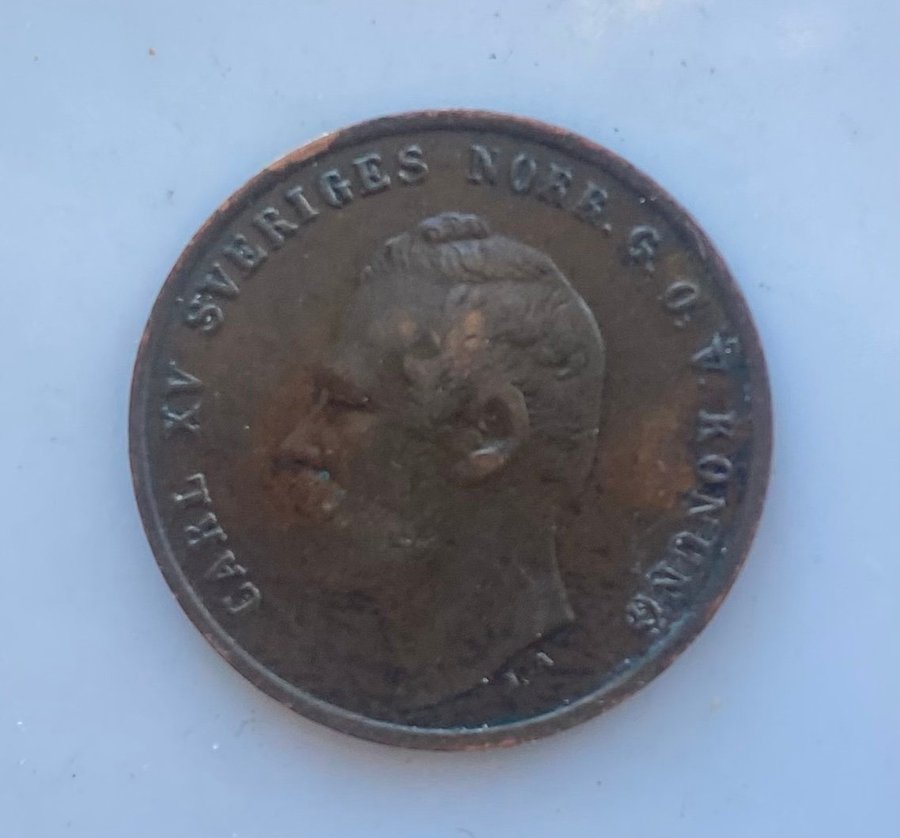 CARL XV SVERIGES NORR. G. O. V. KONUNG
L. A